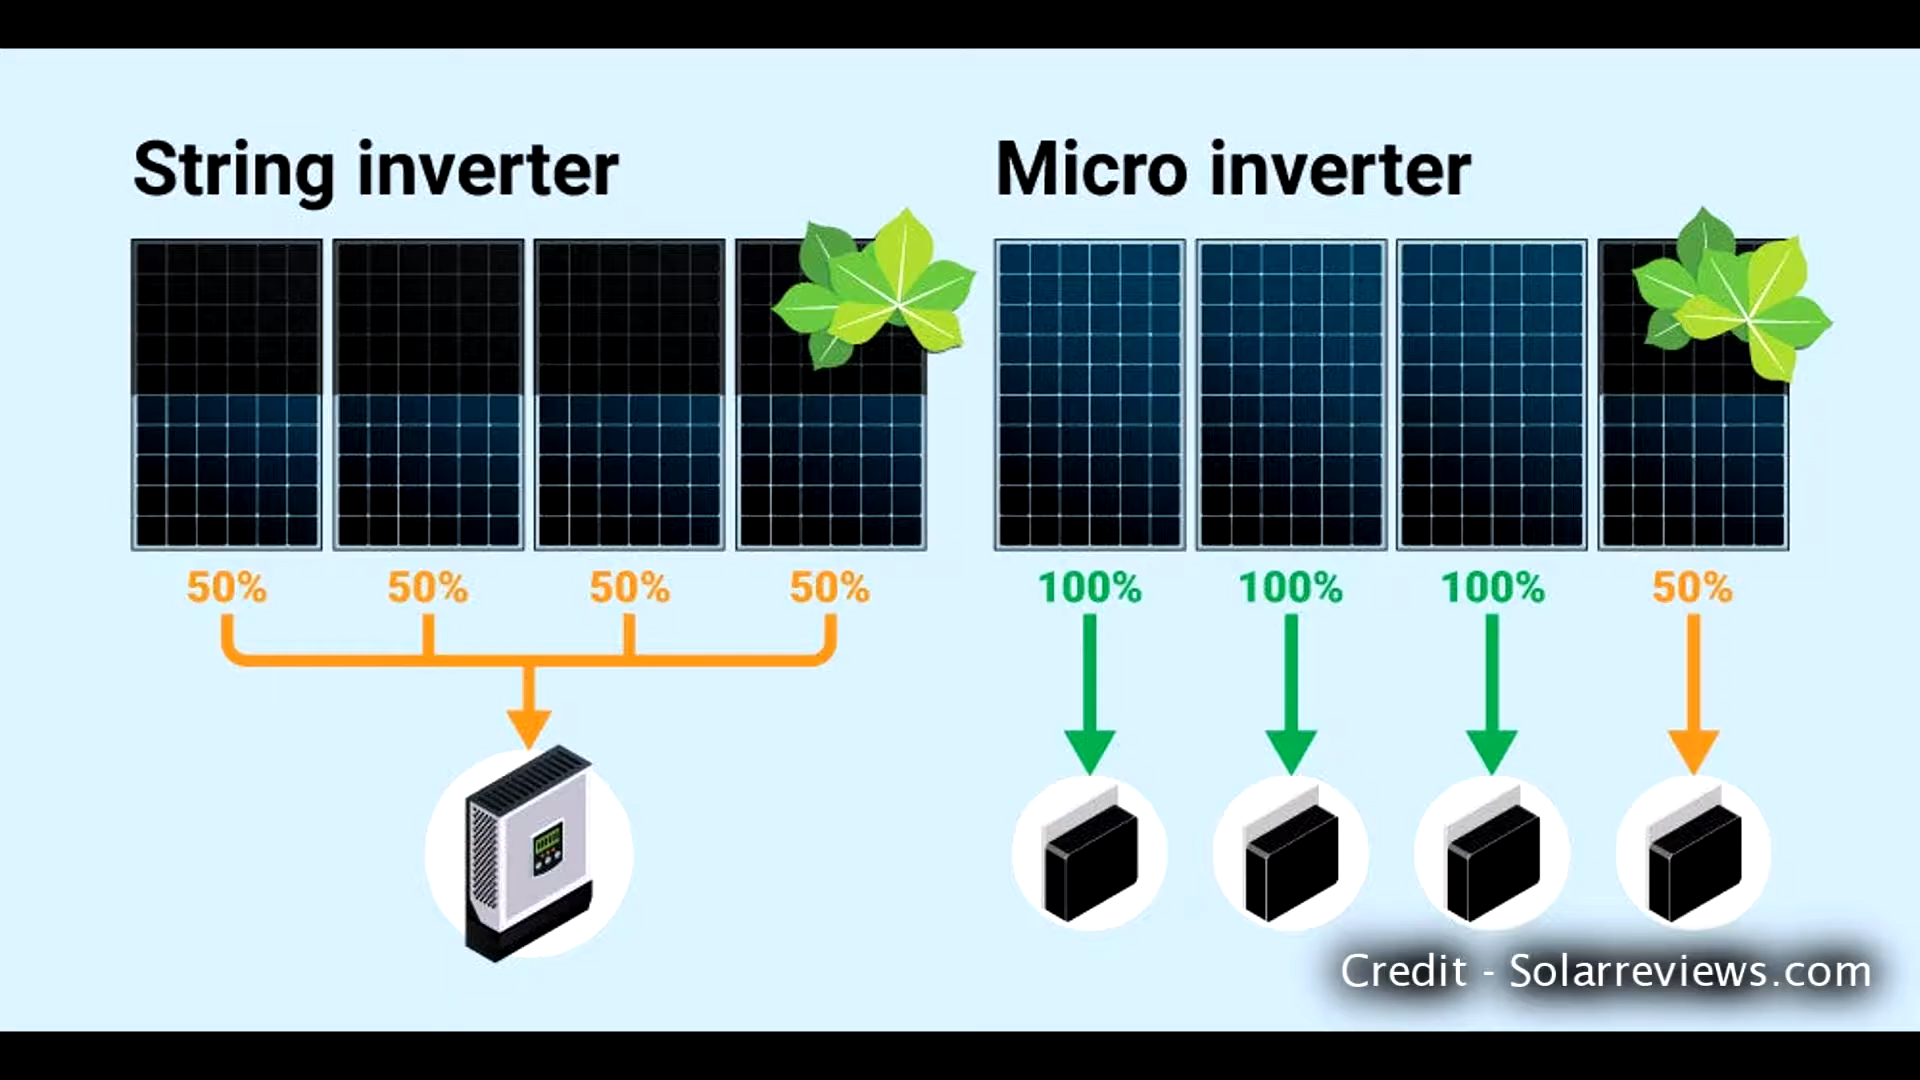 String inverter
Micro inverter
50% 50% 50% 50%
100% 100% 100% 50%
Credit - Solarreviews.com